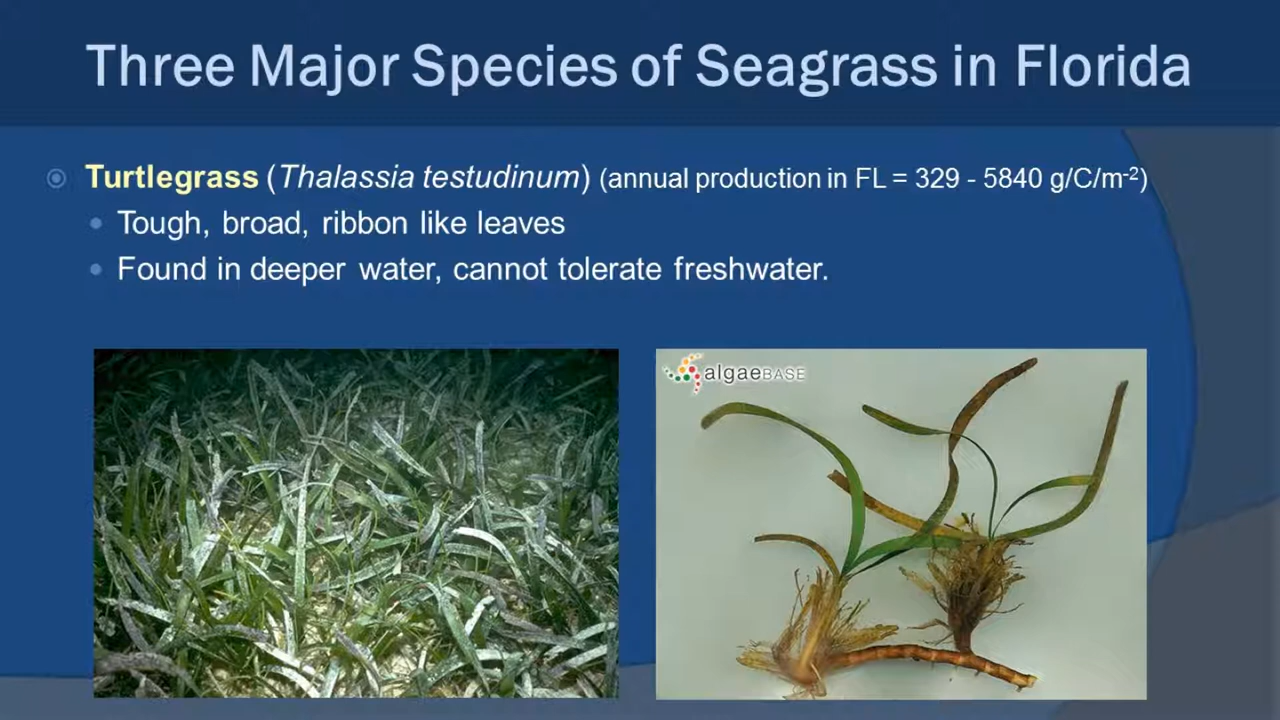 Three Major Species of Seagrass in Florida
Turtlegrass (Thalassia testudinum) (annual production in FL = 329 - 5840 g/C/m-2)
Tough, broad, ribbon like leaves
Found in deeper water, cannot tolerate freshwater.
algaeBASE